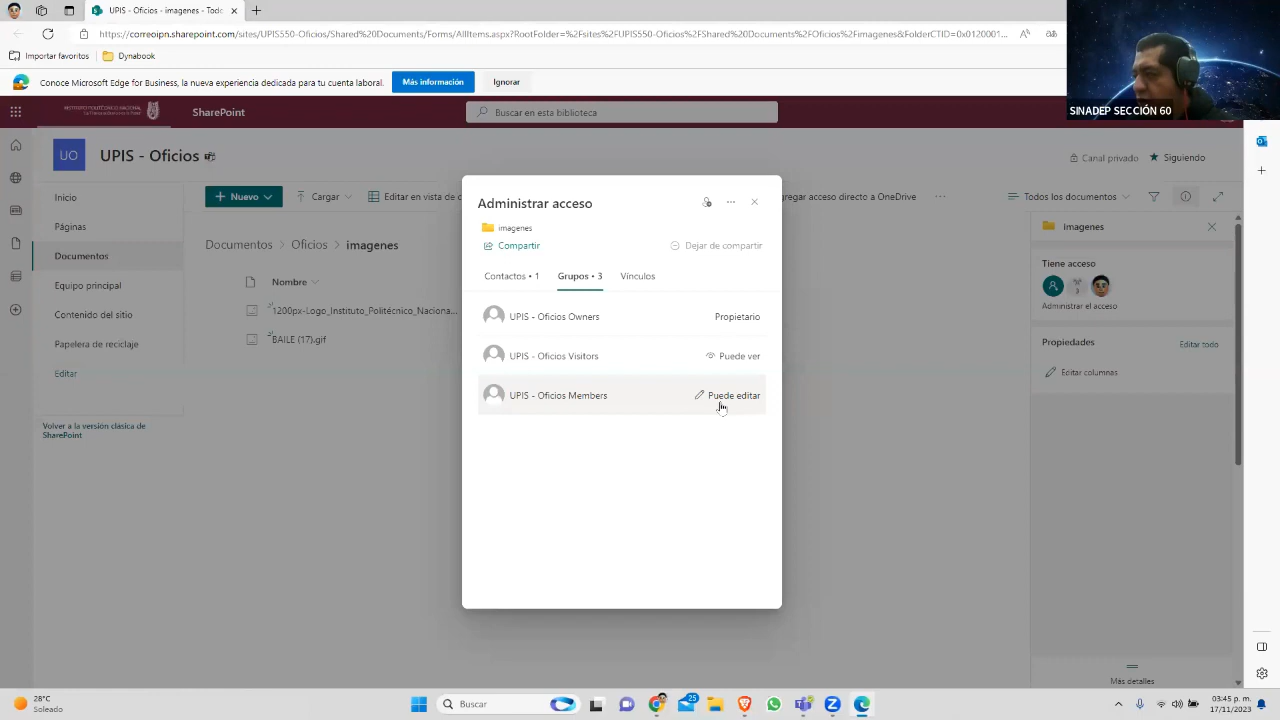 UPIS - Oficios - imagenes - Todo
https://correoipn.sharepoint.com/sites/UPIS550-Oficios/Shared%20Documents/Forms/AllItems.aspx?RootFolder=%2Fsites%2FUPIS550-Oficios%2FShared%20Documents%2FOficios%2Fimagenes&FolderCTID=0x0120001...
Importar favoritos
Dynabook
Conoce Microsoft Edge for Business, la nueva experiencia dedicada para tu cuenta laboral.
Más información
Ignorar
SINADEP SECCIÓN 60
SharePoint
Buscar en esta biblioteca
UO
UPIS - Oficios
Canal privado
Siguiendo
Inicio
Páginas
Documentos
Equipo principal
Contenido del sitio
Papelera de reciclaje
Editar
Volver a la versión clásica de
SharePoint
Nuevo
Cargar
Editar en vista de c
gregar acceso directo a OneDrive
Todos los documentos
Documentos
Oficios
imagenes
Nombre
1200px-Logo_Instituto_Politécnico_Naciona...
BAILE (17).gif
Administrar acceso
imagenes
Compartir
Dejar de compartir
Contactos • 1
Grupos • 3
Vínculos
UPIS - Oficios Owners
Propietario
UPIS - Oficios Visitors
Puede ver
UPIS - Oficios Members
Puede editar
imagenes
Tiene acceso
Administrar el acceso
Propiedades
Editar todo
Editar columnas
Más detalles
28°C
Soleado
Buscar
25
03:45 p. m.
17/11/2023